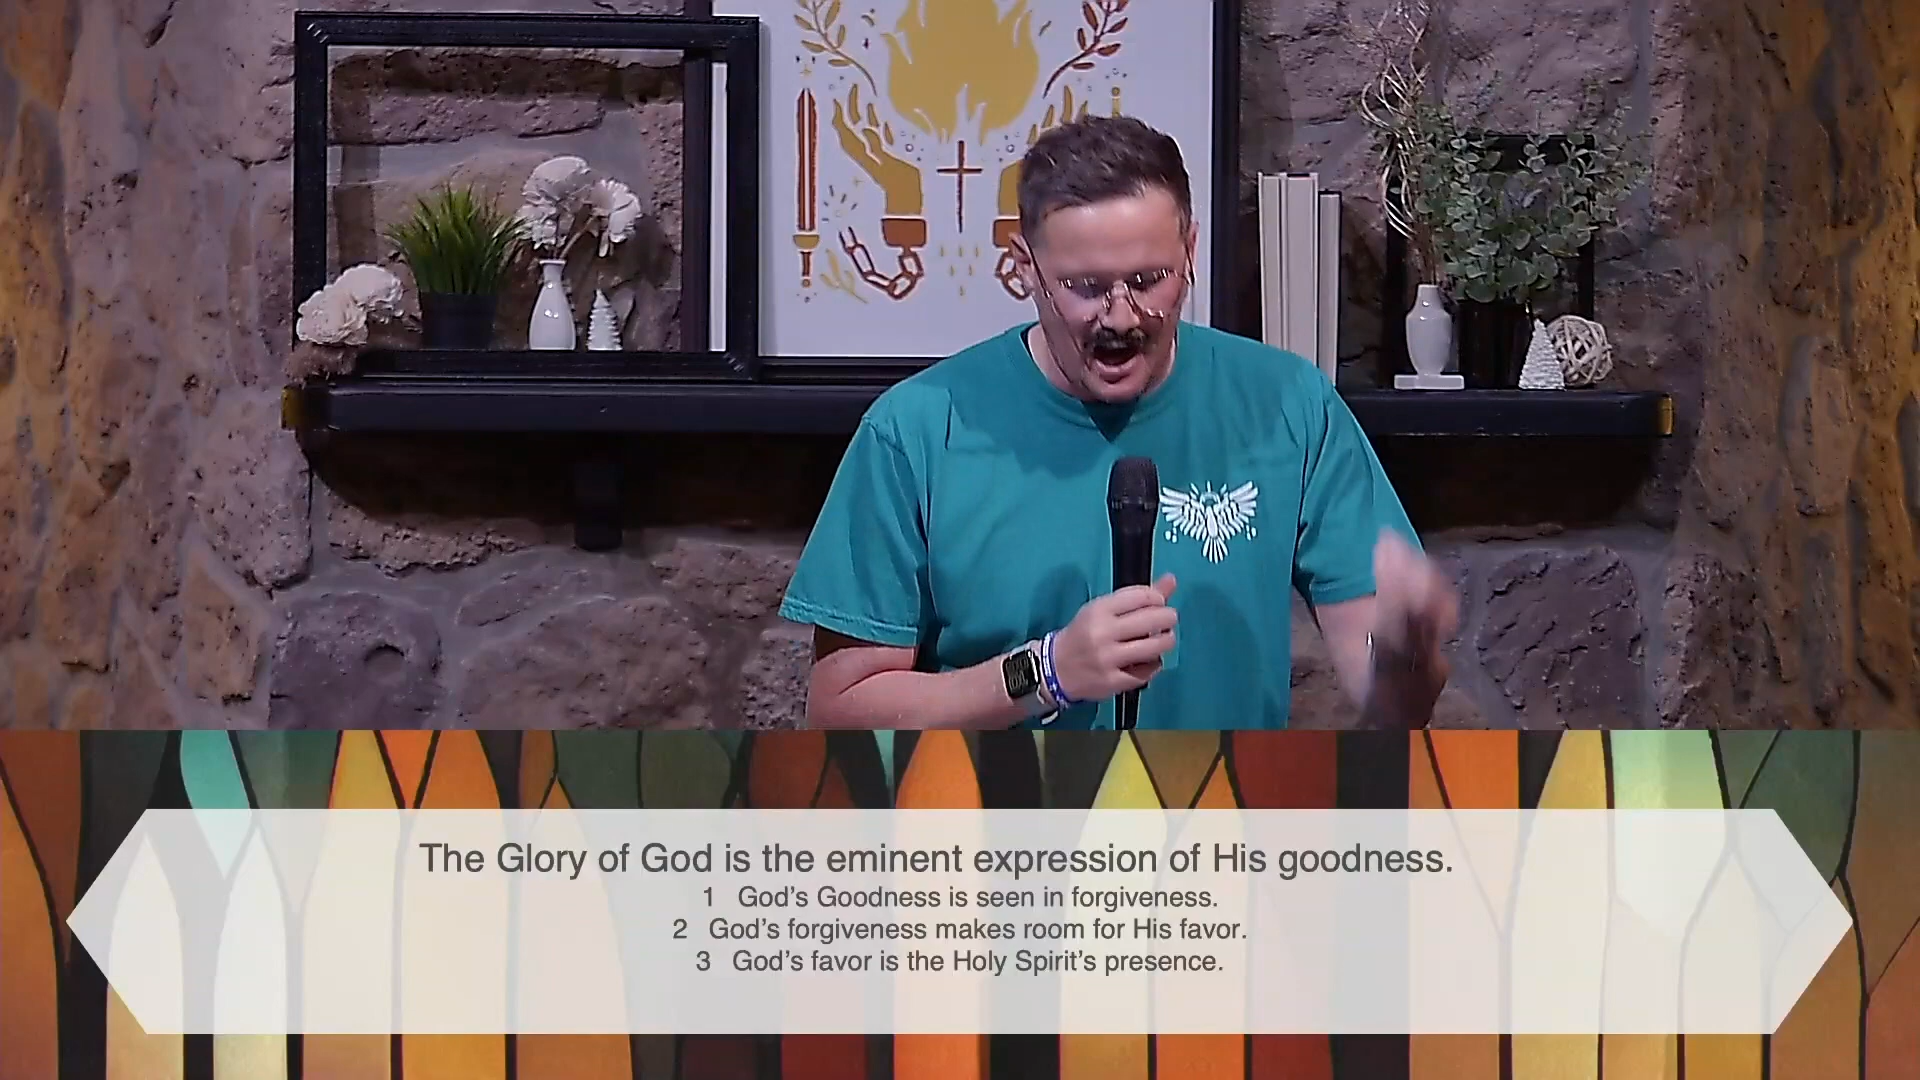 The Glory of God is the eminent expression of His goodness.
1 God's Goodness is seen in forgiveness.
2 God's forgiveness makes room for His favor.
3 God's favor is the Holy Spirit's presence.